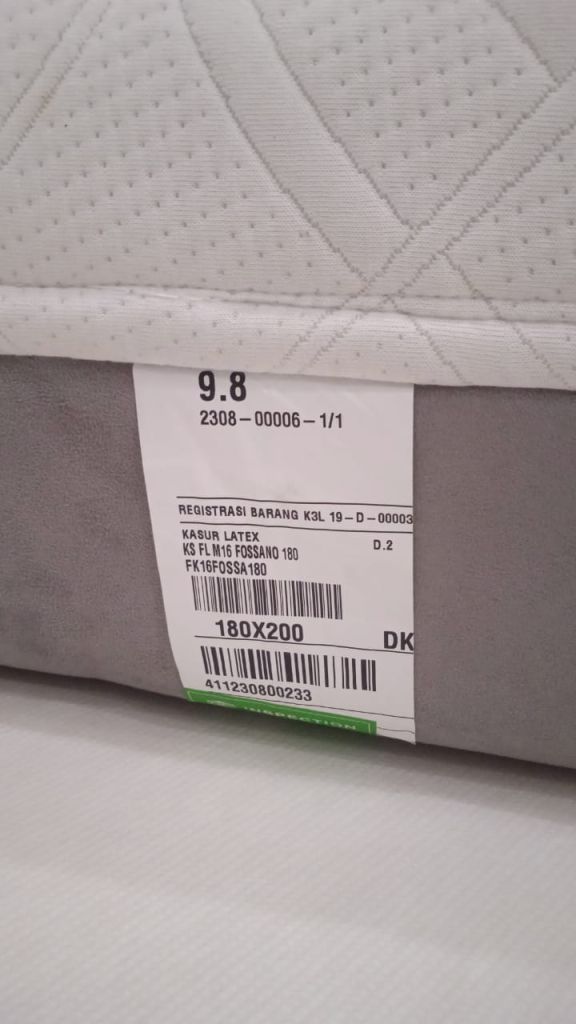 9.8
2308-00006-1/1
REGISTRASI BARANG K3L 19-D-00003
KASUR LATEX D.2
KS FL M16 FOSSANO 180
FK16FOSSA180
180X200 DK
411230800233
INSPECTION